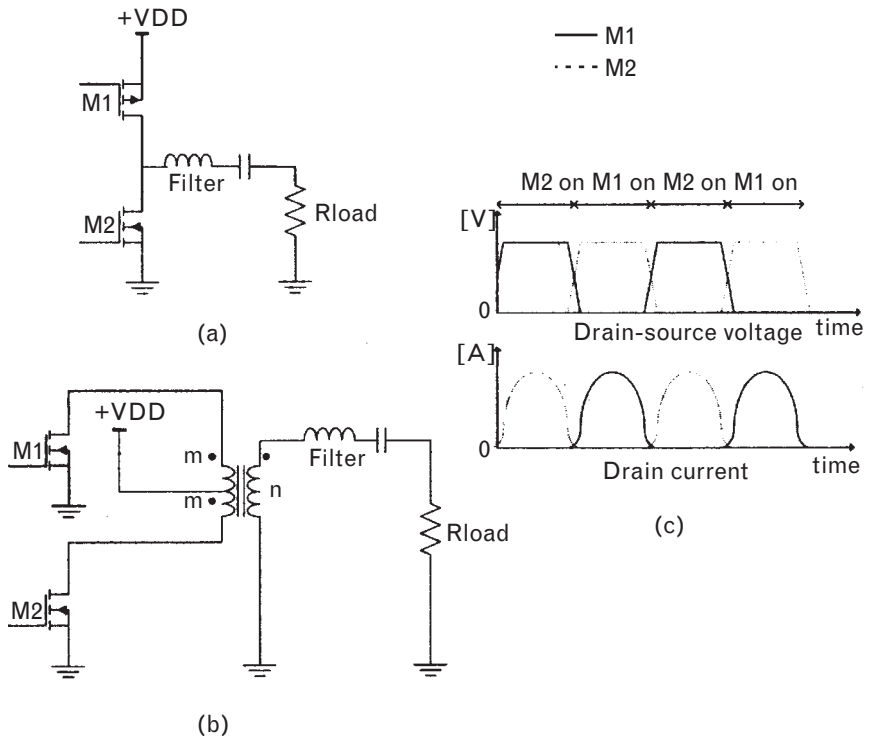 +VDD
M1
M2
Filter
Rload
(a)
+VDD
M1
m
m
n
Filter
Rload
M2
(b)
M1
M2
M2 on M1 on M2 on M1 on
[V]
0
Drain-source voltage time
[A]
0
Drain current time
(c)